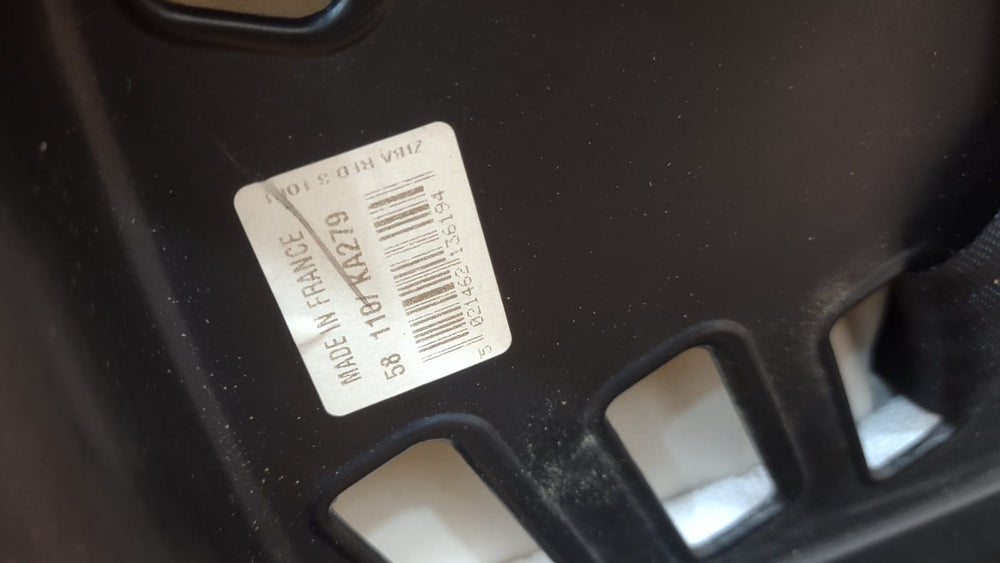 MADE IN FRANCE
58 110/ KA279
5 021462 136194